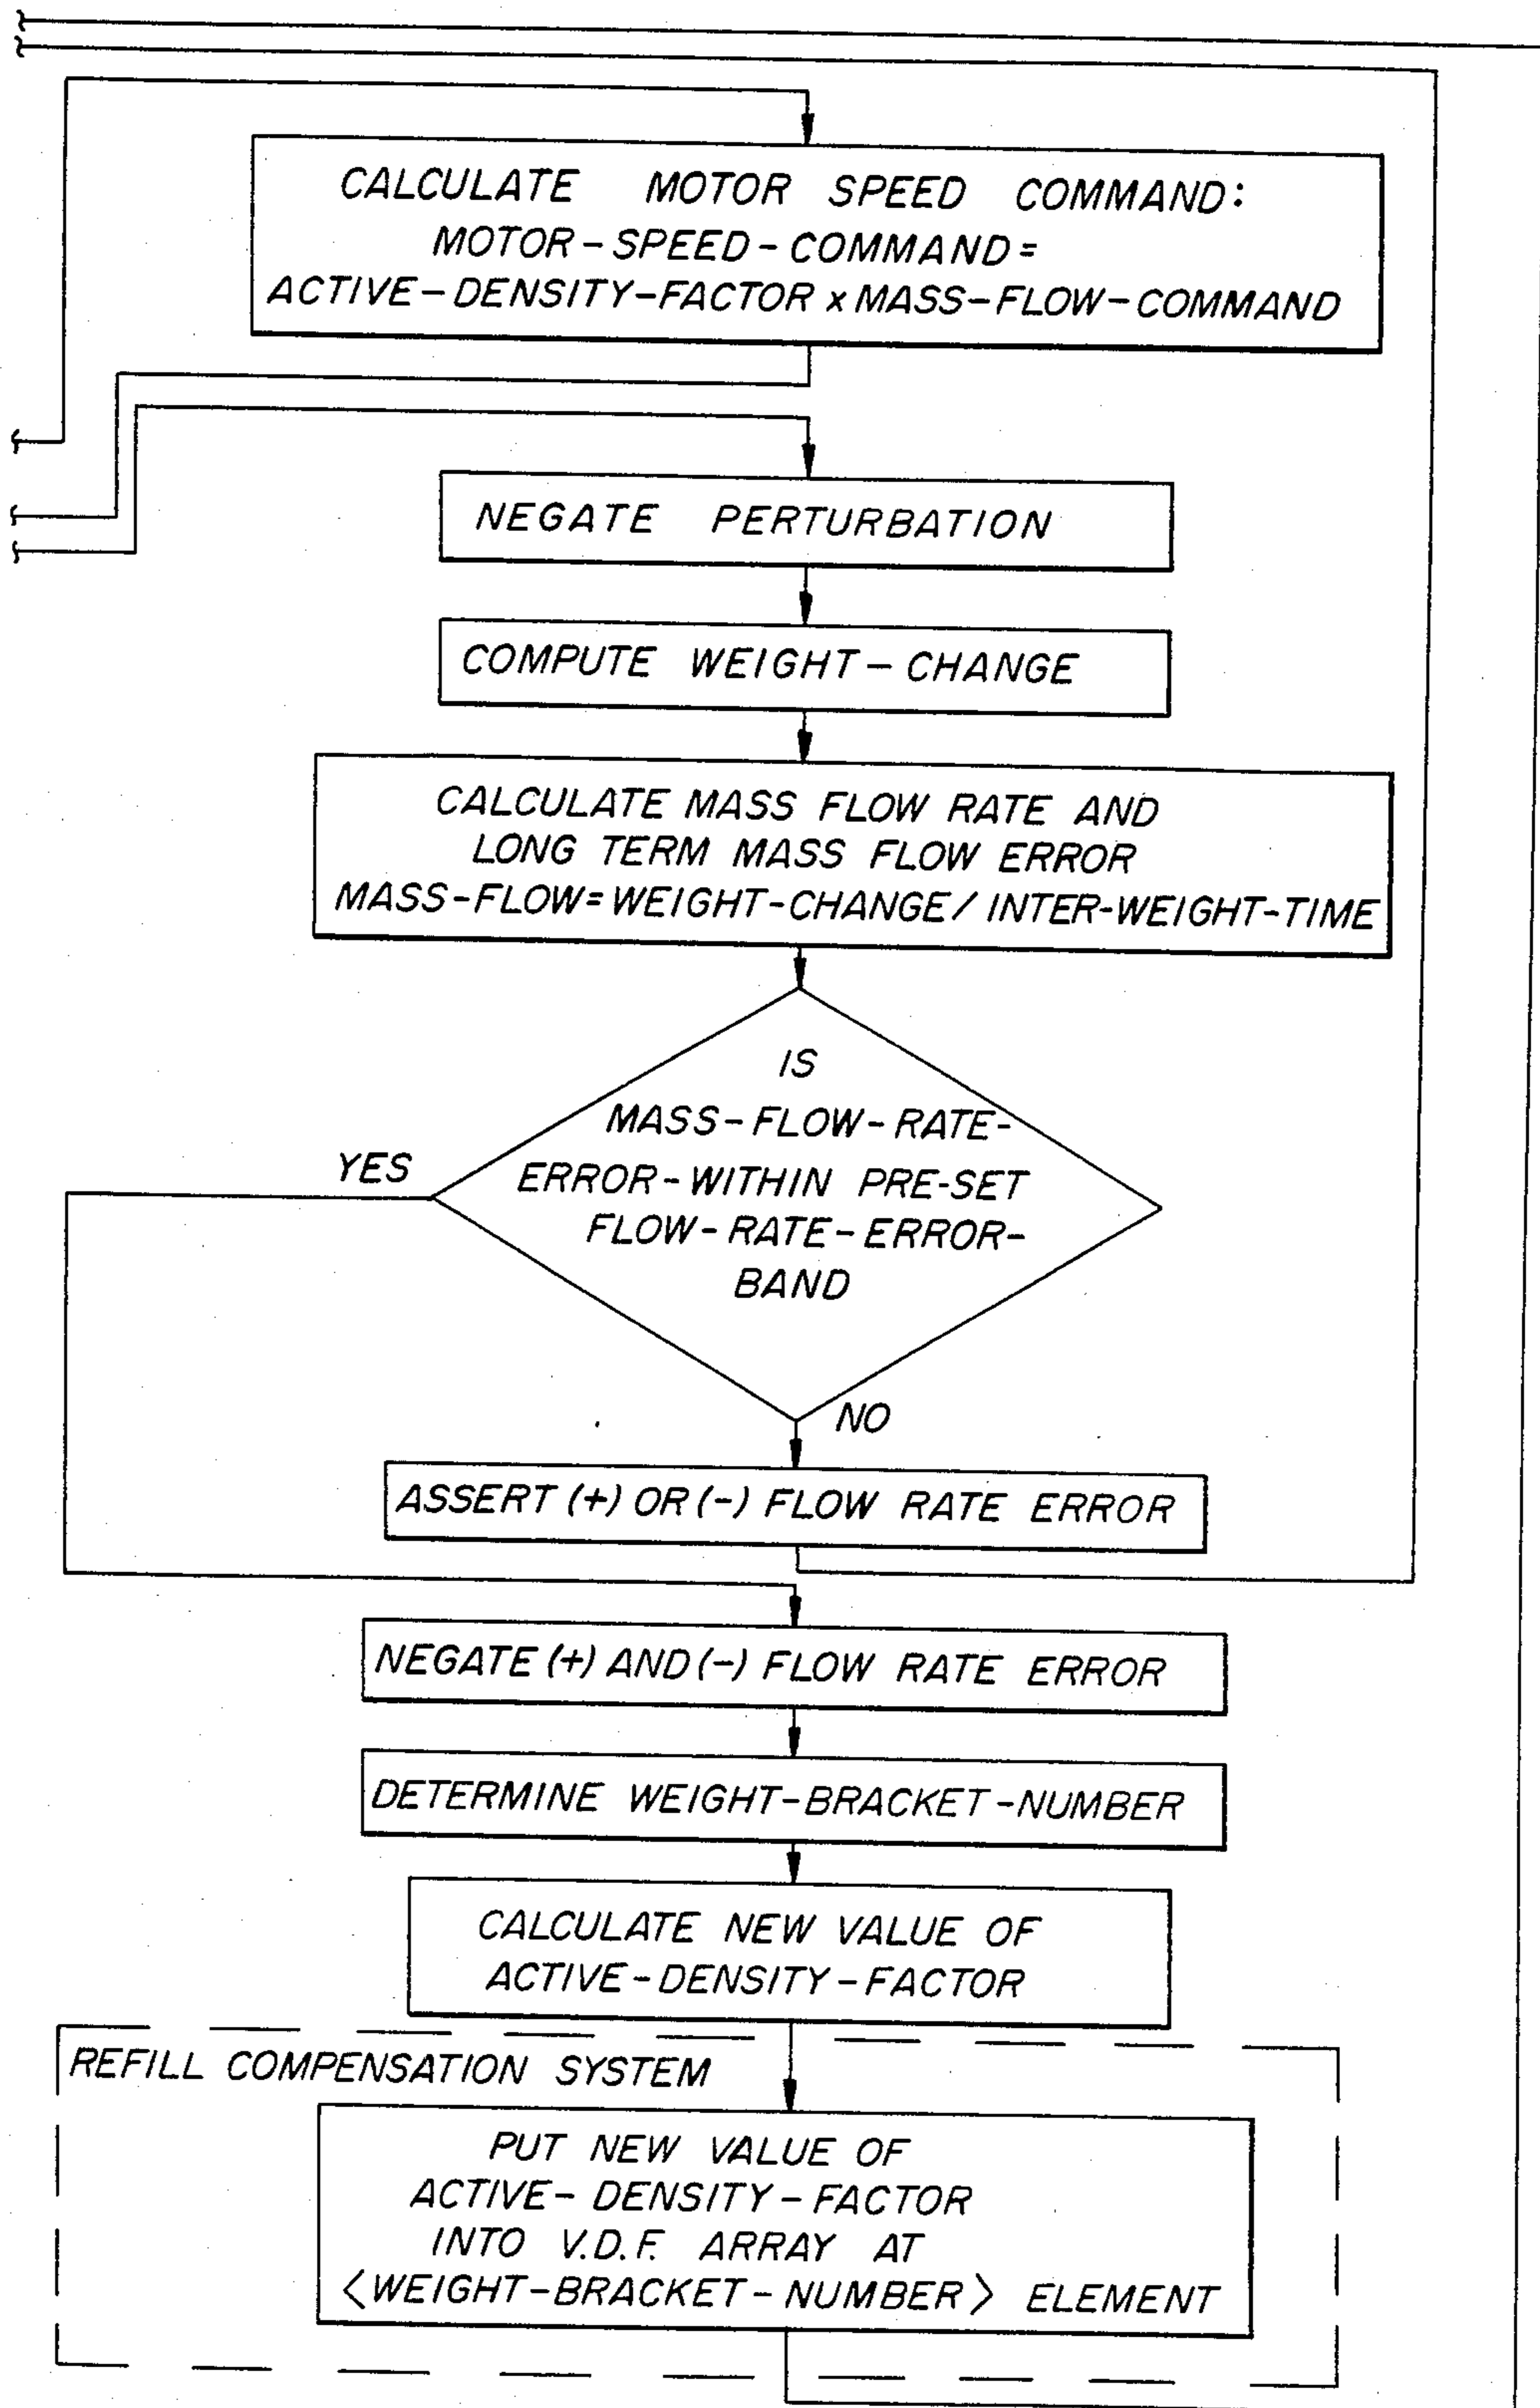 CALCULATE MOTOR SPEED COMMAND:
MOTOR-SPEED-COMMAND=
ACTIVE-DENSITY-FACTOR x MASS-FLOW-COMMAND
NEGATE PERTURBATION
COMPUTE WEIGHT-CHANGE
CALCULATE MASS FLOW RATE AND
LONG TERM MASS FLOW ERROR
MASS-FLOW=WEIGHT-CHANGE/INTER-WEIGHT-TIME
IS
MASS-FLOW-RATE-
ERROR-WITHIN PRE-SET
FLOW-RATE-ERROR-
BAND
YES
NO
ASSERT (+) OR (-) FLOW RATE ERROR
NEGATE (+) AND (-) FLOW RATE ERROR
DETERMINE WEIGHT-BRACKET-NUMBER
CALCULATE NEW VALUE OF
ACTIVE-DENSITY-FACTOR
REFILL COMPENSATION SYSTEM
PUT NEW VALUE OF
ACTIVE-DENSITY-FACTOR
INTO V.D.F. ARRAY AT
<WEIGHT-BRACKET-NUMBER> ELEMENT